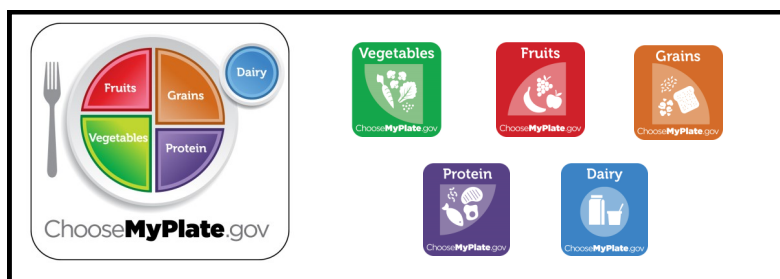 Fruits
Grains
Dairy
Vegetables
Protein
ChooseMyPlate.gov
Vegetables
ChooseMyPlate.gov
Fruits
ChooseMyPlate.gov
Grains
ChooseMyPlate.gov
Protein
ChooseMyPlate.gov
Dairy
ChooseMyPlate.gov